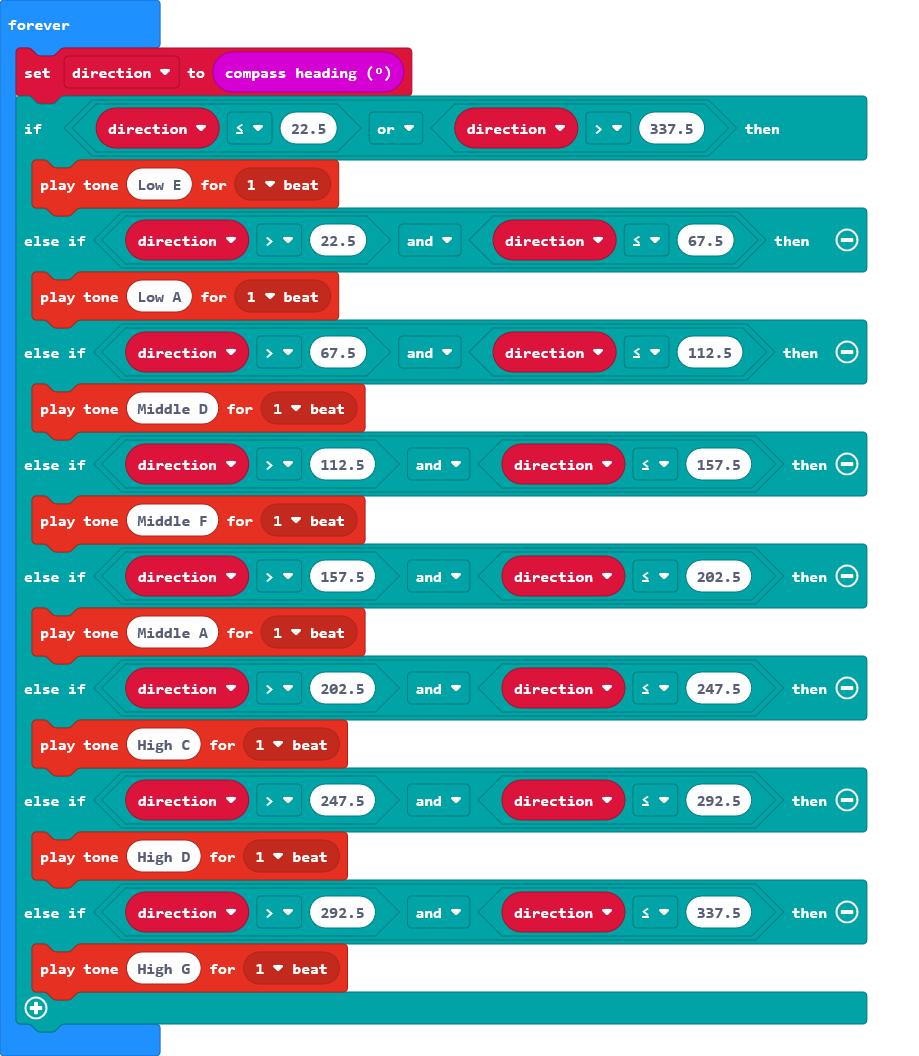 forever
set direction to compass heading (º)
if direction ≤ 22.5 or direction > 337.5 then
play tone Low E for 1 beat
else if direction > 22.5 and direction ≤ 67.5 then
play tone Low A for 1 beat
else if direction > 67.5 and direction ≤ 112.5 then
play tone Middle D for 1 beat
else if direction > 112.5 and direction ≤ 157.5 then
play tone Middle F for 1 beat
else if direction > 157.5 and direction ≤ 202.5 then
play tone Middle A for 1 beat
else if direction > 202.5 and direction ≤ 247.5 then
play tone High C for 1 beat
else if direction > 247.5 and direction ≤ 292.5 then
play tone High D for 1 beat
else if direction > 292.5 and direction ≤ 337.5 then
play tone High G for 1 beat